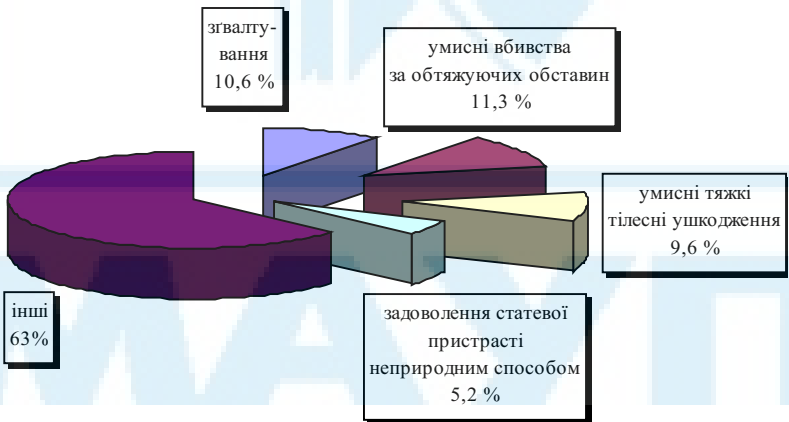 зґвалту-
вання
10,6 %
умисні вбивства
за обтяжуючих обставин
11,3 %
умисні тяжкі
тілесні ушкодження
9,6 %
задоволення статевої
пристрасті
неприродним способом
5,2 %
інші
63%